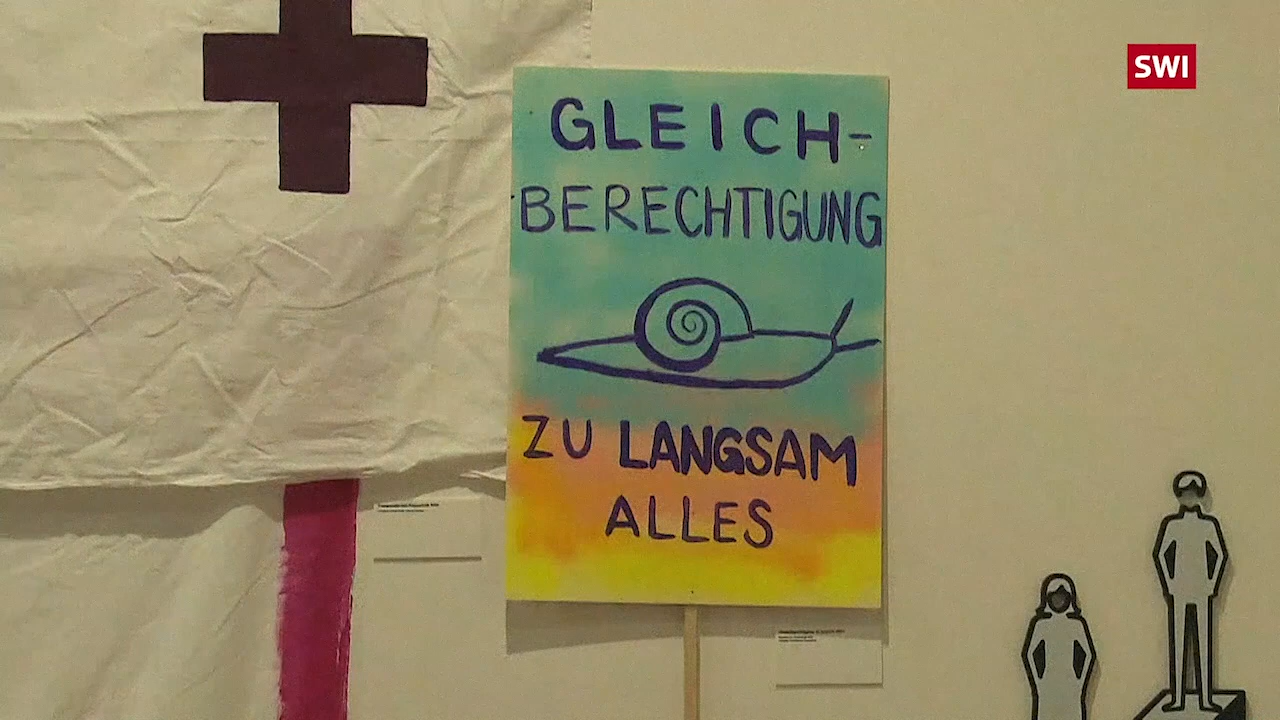 SWI
GLEICH-
BERECHTIGUNG
ZU LANGSAM
ALLES